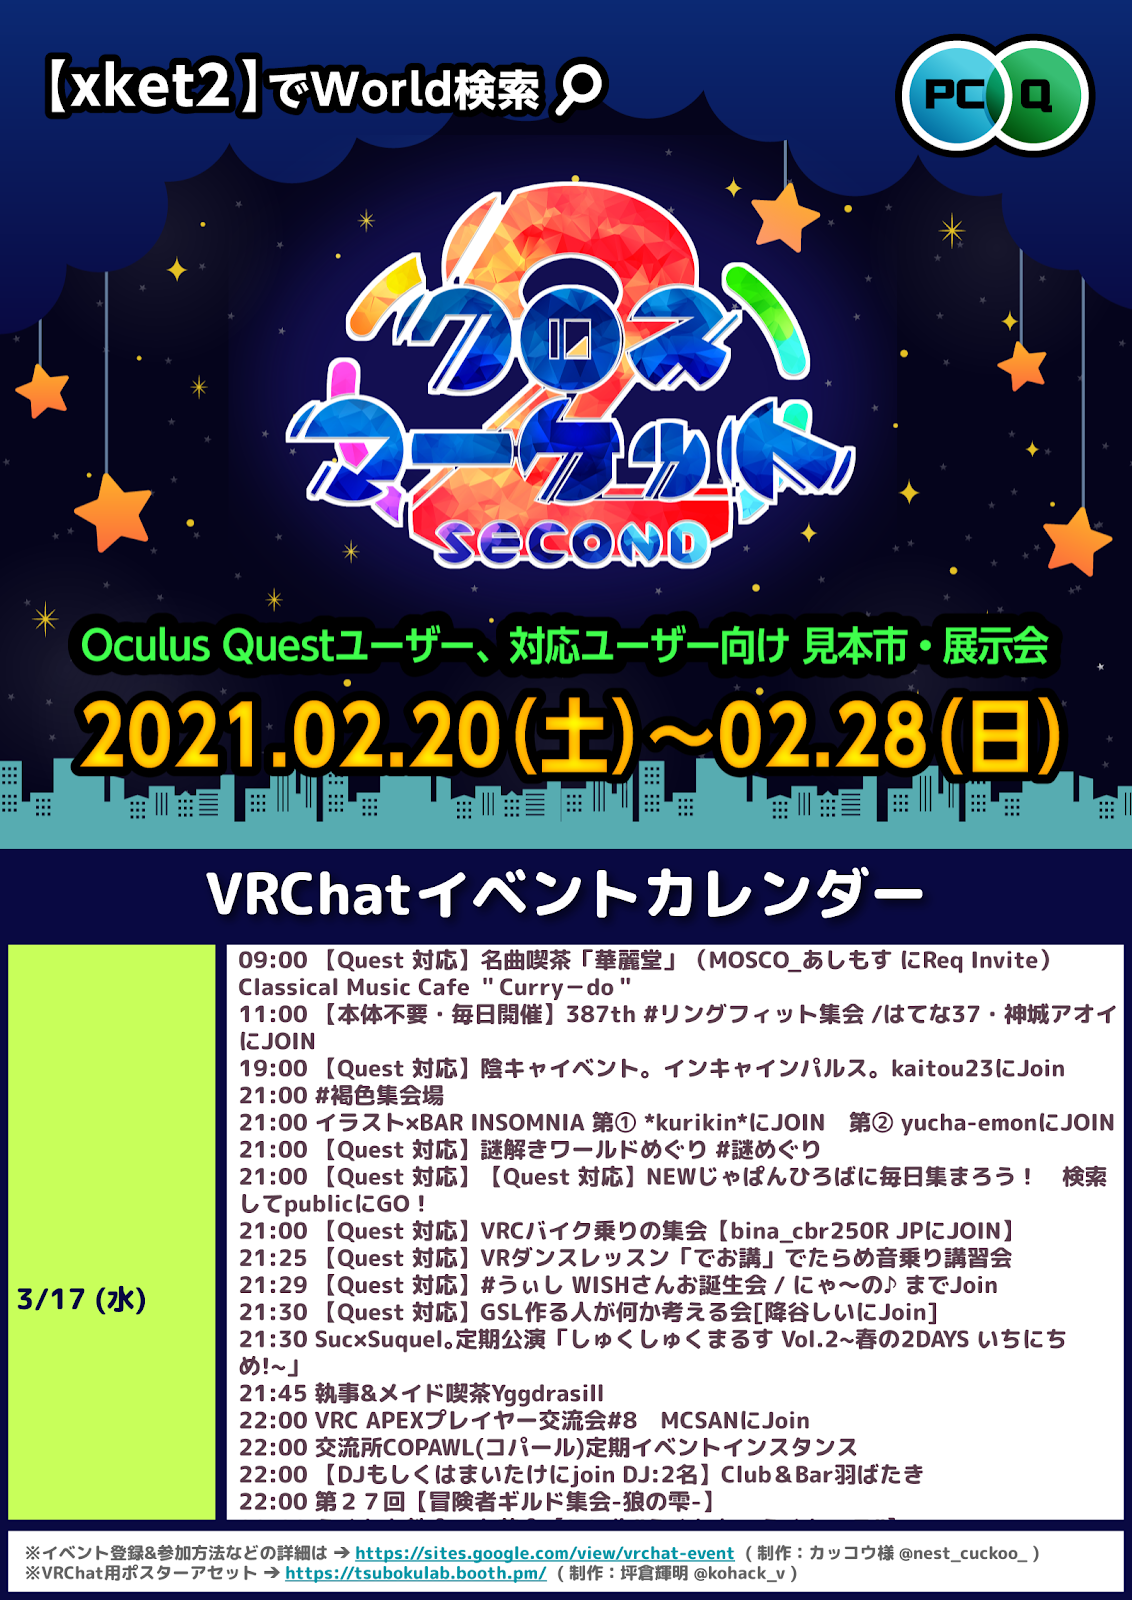 【xket2】でWorld検索
PC Q
クロス
マーケット
2
SECOND
Oculus Questユーザー、対応ユーザー向け 見本市・展示会
2021.02.20(土)～02.28(日)
VRChatイベントカレンダー
3/17 (水)
09:00 【Quest 対応】名曲喫茶「華麗堂」（MOSCO_あしもす にReq Invite）
Classical Music Cafe ＂Curry－do＂
11:00 【本体不要・毎日開催】387th #リングフィット集会 /はてな37・神城アオイ
にJOIN
19:00 【Quest 対応】陰キャイベント。インキャインパルス。kaitou23にJoin
21:00 #褐色集会場
21:00 イラスト×BAR INSOMNIA 第① *kurikin*にJOIN　第② yucha-emonにJOIN
21:00 【Quest 対応】謎解きワールドめぐり #謎めぐり
21:00 【Quest 対応】【Quest 対応】NEWじゃぱんひろばに毎日集まろう！　検索
してpublicにGO！
21:00 【Quest 対応】VRCバイク乗りの集会【bina_cbr250R JPにJOIN】
21:25 【Quest 対応】VRダンスレッスン「でお講」でたらめ音乗り講習会
21:29 【Quest 対応】#うぃし WISHさんお誕生会 / にゃ～の♪ までJoin
21:30 【Quest 対応】GSL作る人が何か考える会[降谷しいにJoin]
21:30 Suc×Suquel｡定期公演「しゅくしゅくまるす Vol.2~春の2DAYS いちにち
め!~」
21:45 執事&メイド喫茶Yggdrasill
22:00 VRC APEXプレイヤー交流会#8　MCSANにJoin
22:00 交流所COPAWL(コパール)定期イベントインスタンス
22:00 【DJもしくはまいたけにjoin DJ:2名】Club＆Bar羽ばたき
22:00 第２７回【冒険者ギルド集会-狼の雫-】
※イベント登録&参加方法などの詳細は ➔ https://sites.google.com/view/vrchat-event （制作：カッコウ様 @nest_cuckoo_）
※VRChat用ポスターアセット ➔ https://tsubokulab.booth.pm/ （制作：坪倉輝明 @kohack_v）